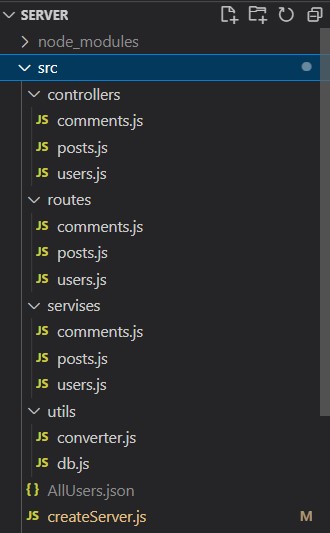 SERVER
node_modules
src
controllers
JS comments.js
JS posts.js
JS users.js
routes
JS comments.js
JS posts.js
JS users.js
servises
JS comments.js
JS posts.js
JS users.js
utils
JS converter.js
JS db.js
{ } AllUsers.json
JS createServer.js M